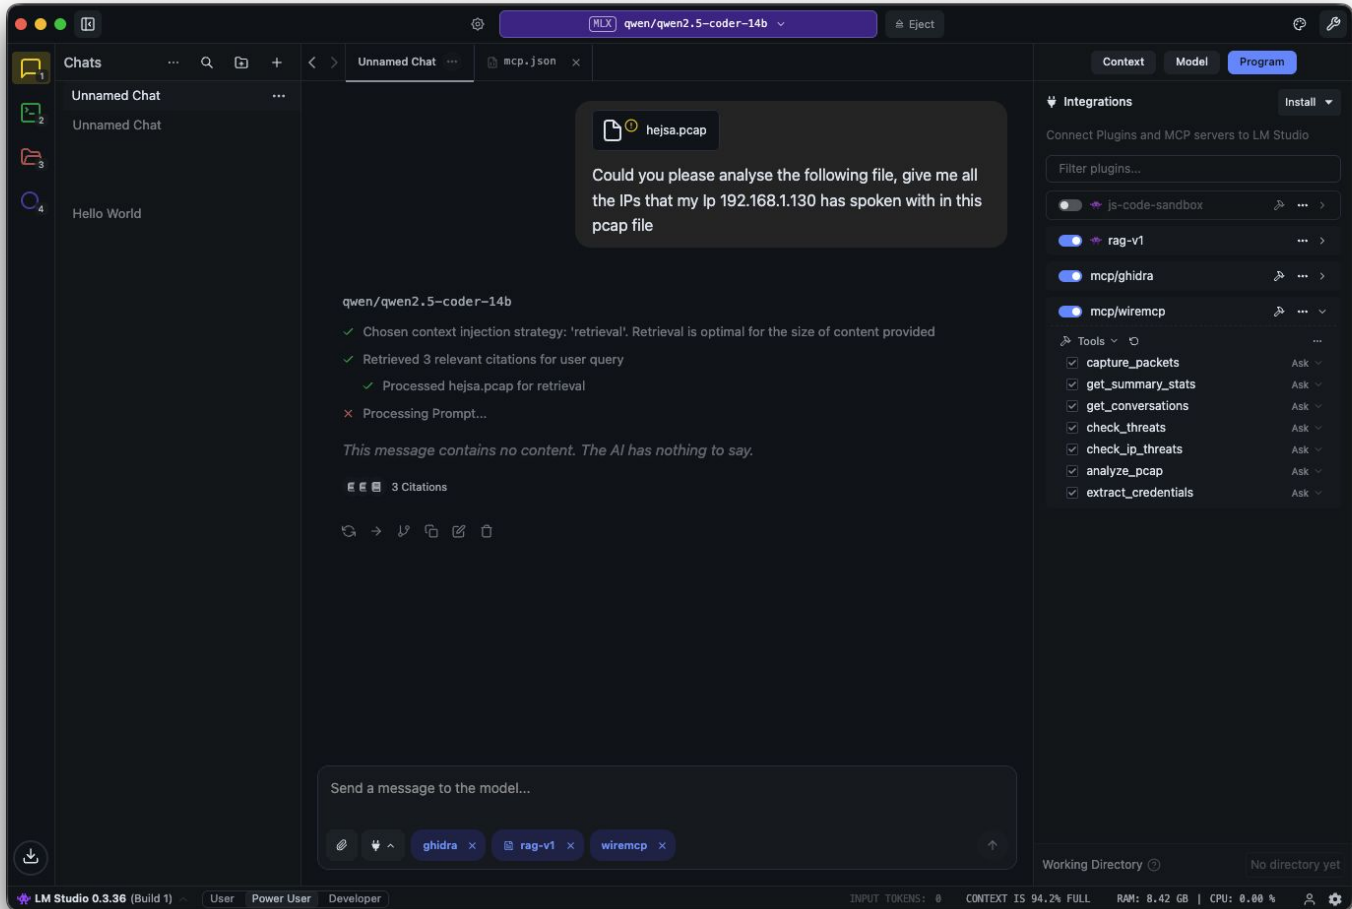 MLX qwen/qwen2.5-coder-14b
Eject
1
2
3
4
Chats
Unnamed Chat
Unnamed Chat
Hello World
Unnamed Chat
mcp.json
hejsa.pcap
Could you please analyse the following file, give me all
the IPs that my Ip 192.168.1.130 has spoken with in this
pcap file
qwen/qwen2.5-coder-14b
Chosen context injection strategy: 'retrieval'. Retrieval is optimal for the size of content provided
Retrieved 3 relevant citations for user query
Processed hejsa.pcap for retrieval
Processing Prompt...
This message contains no content. The AI has nothing to say.
3 Citations
Send a message to the model...
ghidra
rag-v1
wiremcp
Context Model Program
Integrations Install
Connect Plugins and MCP servers to LM Studio
Filter plugins...
js-code-sandbox
rag-v1
mcp/ghidra
mcp/wiremcp
Tools
capture_packets Ask
get_summary_stats Ask
get_conversations Ask
check_threats Ask
check_ip_threats Ask
analyze_pcap Ask
extract_credentials Ask
Working Directory ? No directory yet
LM Studio 0.3.36 (Build 1) User Power User Developer INPUT TOKENS: 0 CONTEXT IS 94.2% FULL RAM: 8.42 GB | CPU: 0.00 %